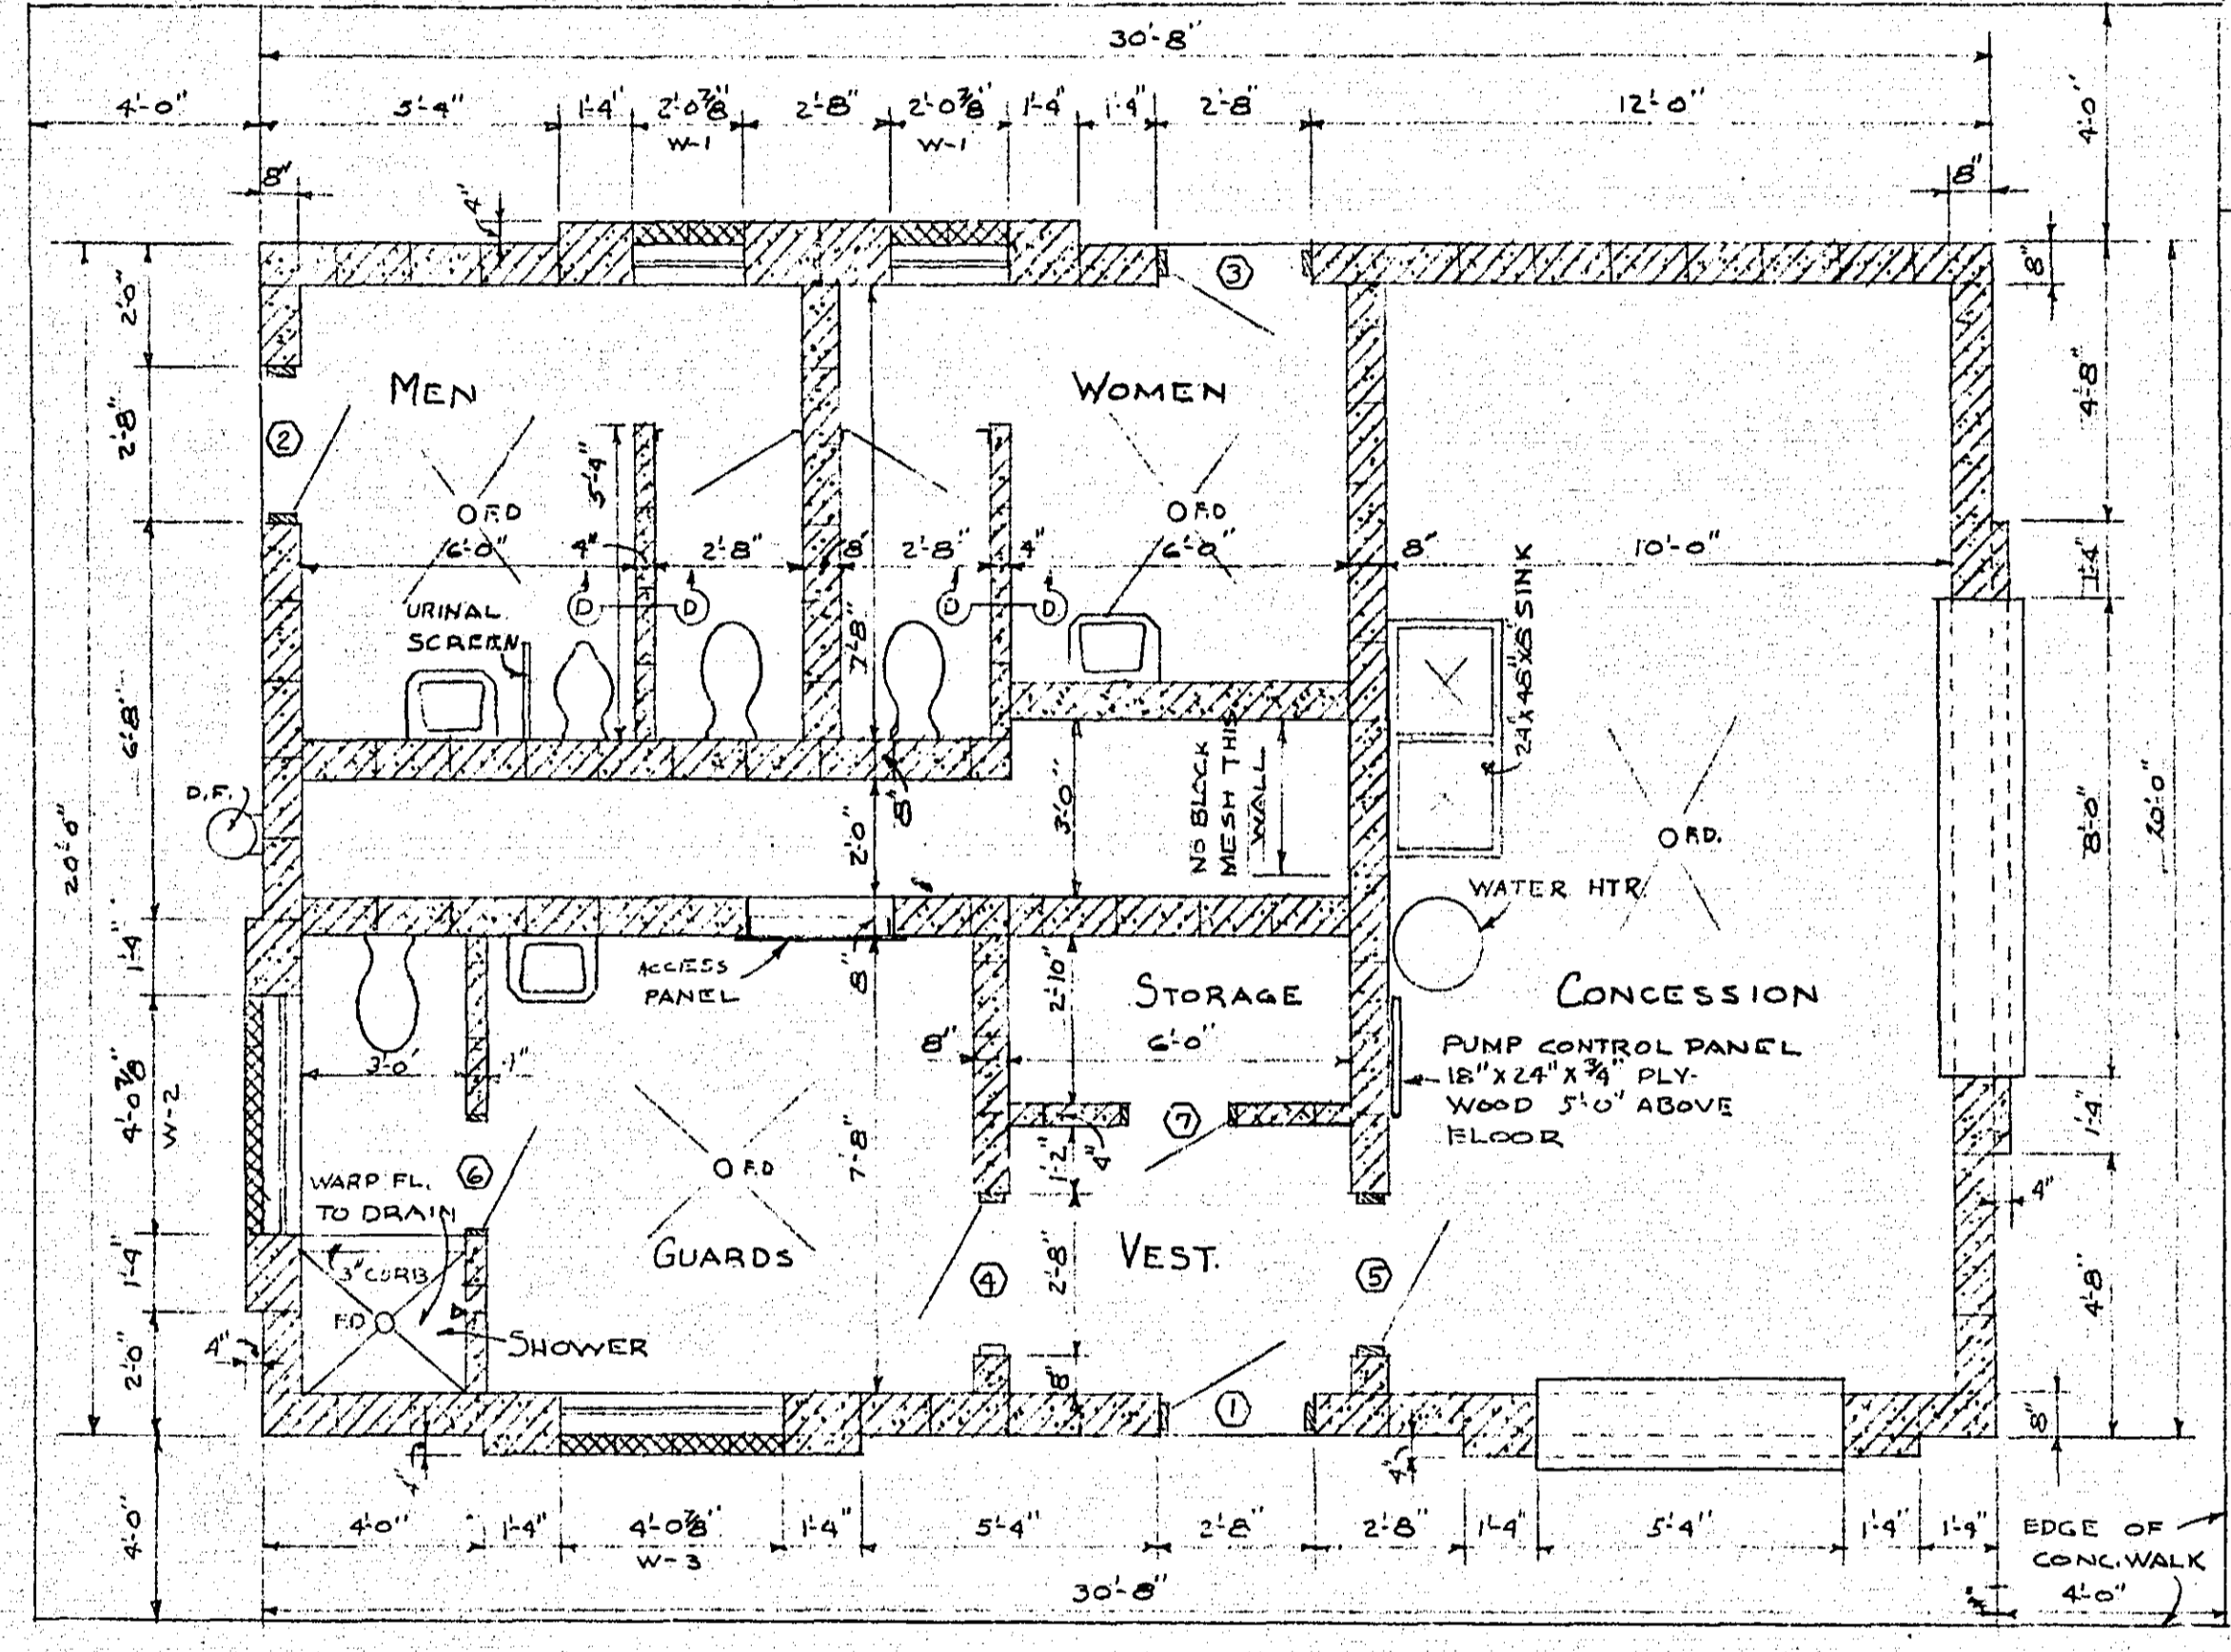 30'-8"
4'-0" 5'-4" 1'-4" 2'-0⅞" 2'-8" 2'-0⅞" 1'-4" 1'-4" 2'-8" 12'-0" 4'-0"
W-1 W-1
8" 4" 8"
2'-0" 3 8"
MEN WOMEN
2'-8" 2 4'-8"
5'-4"
F.D F.D
6'-0" 4" 2'-8" 8" 2'-8" 4" 6'-0" 8" 10'-0" 1'-4"
D D D D
URINAL
SCREEN
7'-8"
24"x48"x8" SINK
6'-8"
NO BLOCK
MESH THIS
WALL
D.F.
20'-0" 2'-0" 8" 3'-0" F.D. 8'-0" 20'-0"
WATER HTR.
1'-4" 8"
ACCESS
PANEL
2'-10" STORAGE CONCESSION
8" 6'-0"
3'-0"
PUMP CONTROL PANEL
18" X 24" X ¾" PLY-
WOOD 5'-0" ABOVE
FLOOR
4'-0⅞"
W-2
7 1'-4"
7'-8" 1'-2" 4"
F.D
6
WARP FL.
TO DRAIN
4"
GUARDS VEST.
1'-4" 3" CURB 4 2'-8" 5 4'-8"
F.D
SHOWER
4" 2'-0"
8" 1 8"
4" 4"
4'-0" 4'-0" 1'-4" 4'-0⅞" 1'-4" 5'-4" 2'-8" 2'-8" 1'-4" 5'-4" 1'-4" 1'-4"
W-3
EDGE OF
CONC. WALK
30'-8" 4'-0"